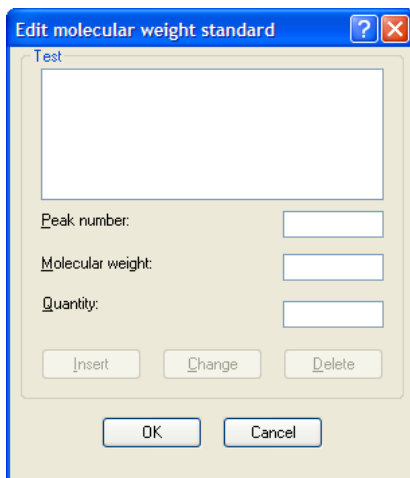 Edit molecular weight standard ?
Test
Peak number:
Molecular weight:
Quantity:
Insert Change Delete
OK Cancel